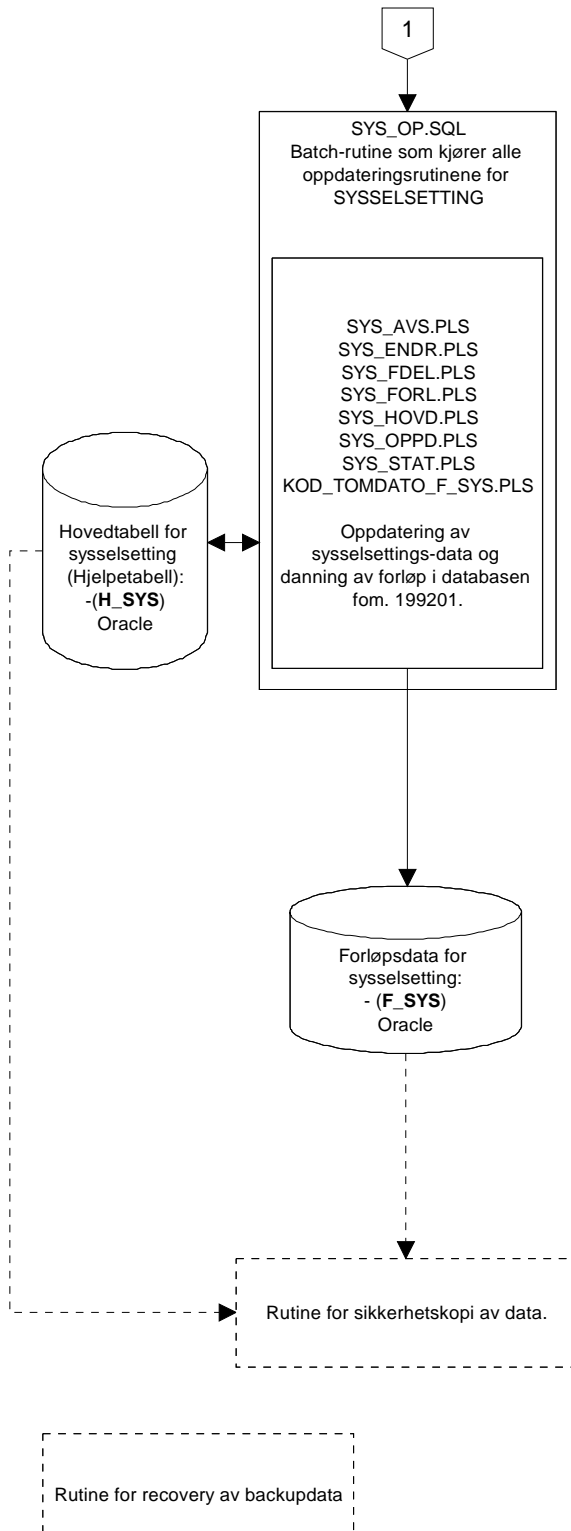 1
SYS_OP.SQL
Batch-rutine som kjører alle
oppdateringsrutinene for
SYSSELSETTING
SYS_AVS.PLS
SYS_ENDR.PLS
SYS_FDEL.PLS
SYS_FORL.PLS
SYS_HOVD.PLS
SYS_OPPD.PLS
SYS_STAT.PLS
KOD_TOMDATO_F_SYS.PLS
Oppdatering av
sysselsettings-data og
danning av forløp i databasen
fom. 199201.
Hovedtabell for
sysselsetting
(Hjelpetabell):
-(H_SYS)
Oracle
Forløpsdata for
sysselsetting:
- (F_SYS)
Oracle
Rutine for sikkerhetskopi av data.
Rutine for recovery av backupdata